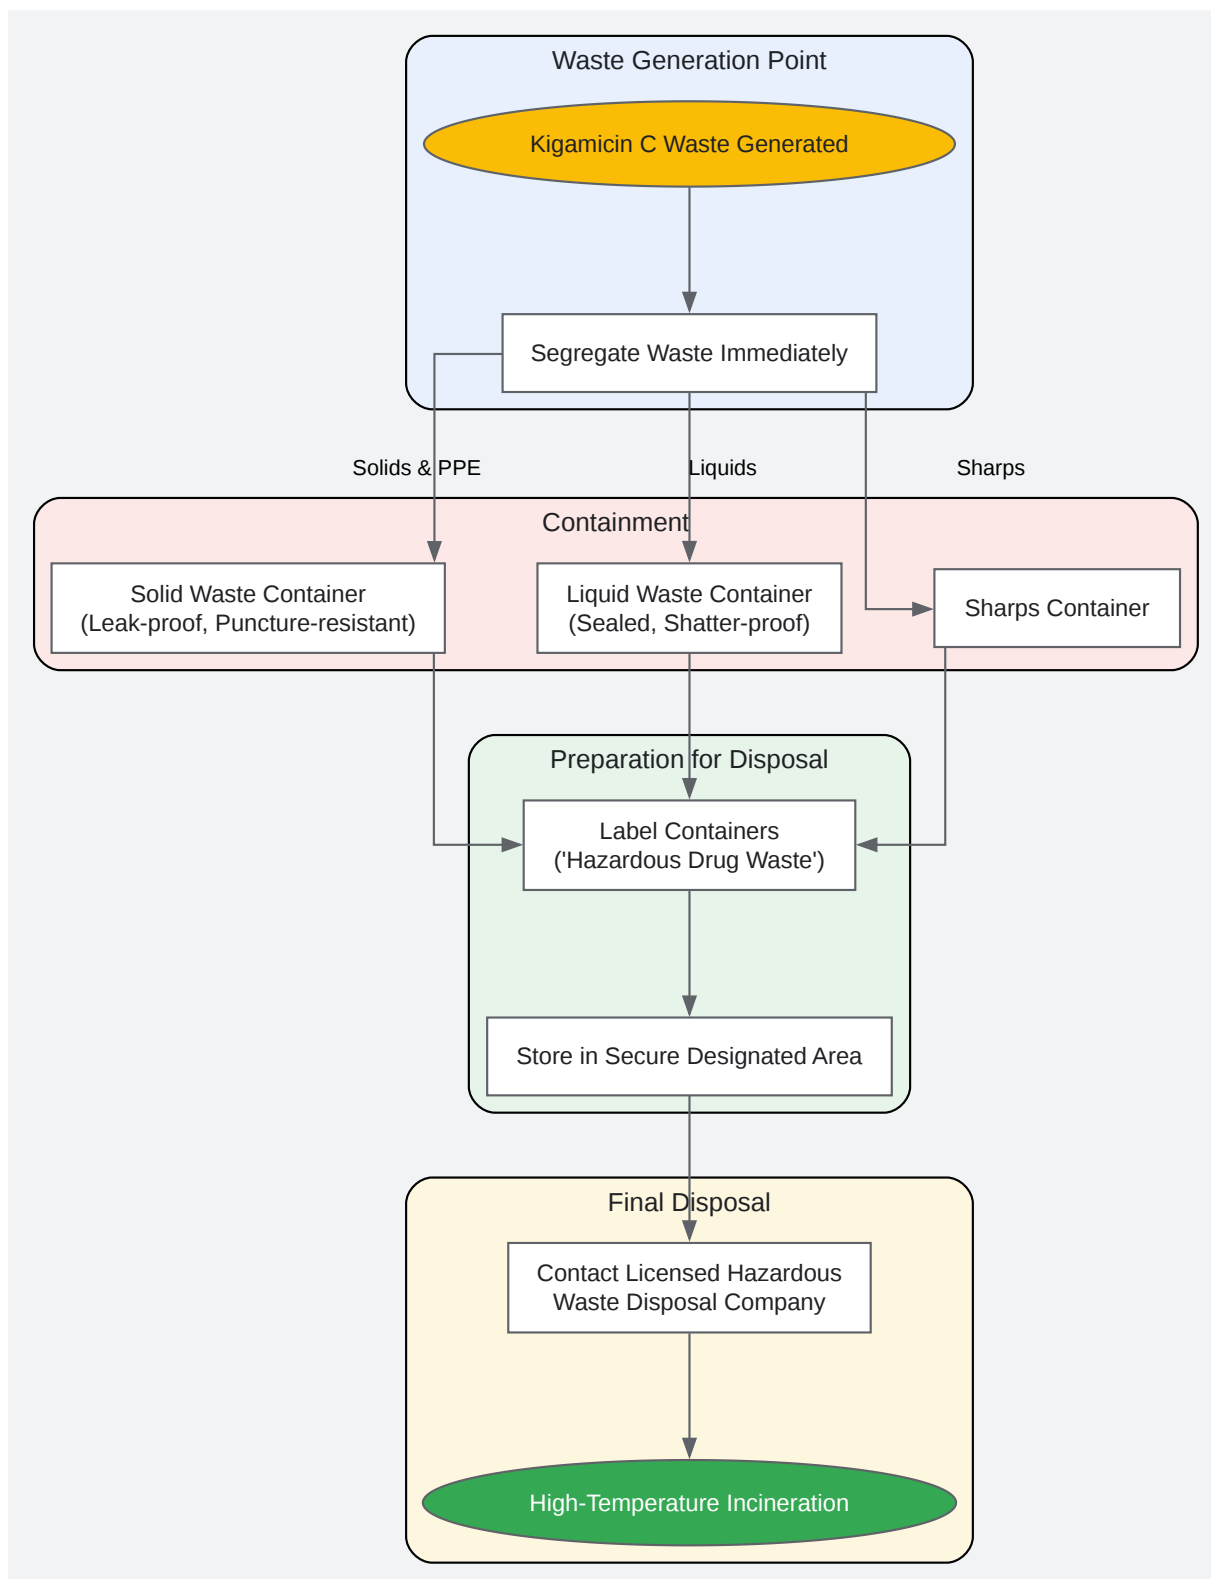 Waste Generation Point
Kigamicin C Waste Generated
Segregate Waste Immediately
Solids & PPE
Liquids
Sharps
Containment
Solid Waste Container
(Leak-proof, Puncture-resistant)
Liquid Waste Container
(Sealed, Shatter-proof)
Sharps Container
Preparation for Disposal
Label Containers
('Hazardous Drug Waste')
Store in Secure Designated Area
Final Disposal
Contact Licensed Hazardous
Waste Disposal Company
High-Temperature Incineration